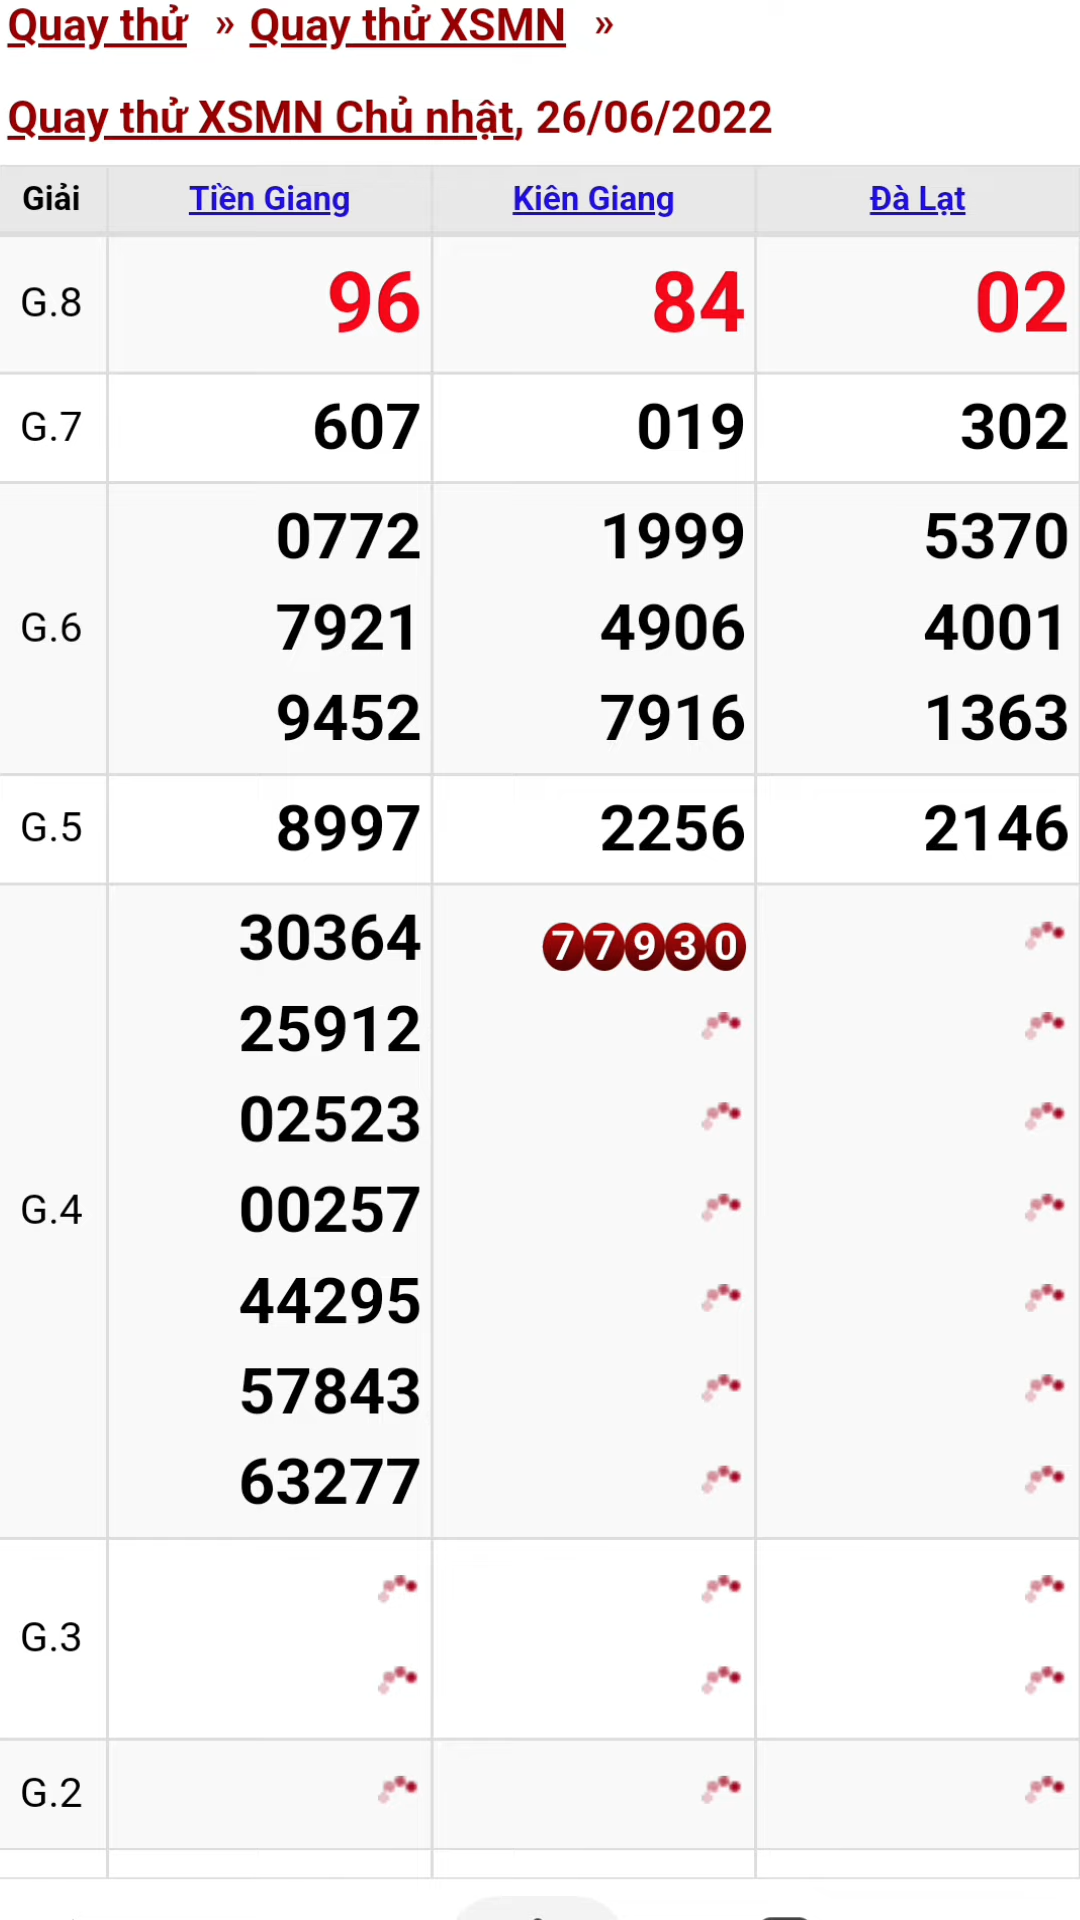 Quay thử » Quay thử XSMN »
Quay thử XSMN Chủ nhật, 26/06/2022
Giải Tiền Giang Kiên Giang Đà Lạt
G.8 96 84 02
G.7 607 019 302
0772 1999 5370
G.6 7921 4906 4001
9452 7916 1363
G.5 8997 2256 2146
30364 77930
25912
02523
G.4 00257
44295
57843
63277
G.3
G.2